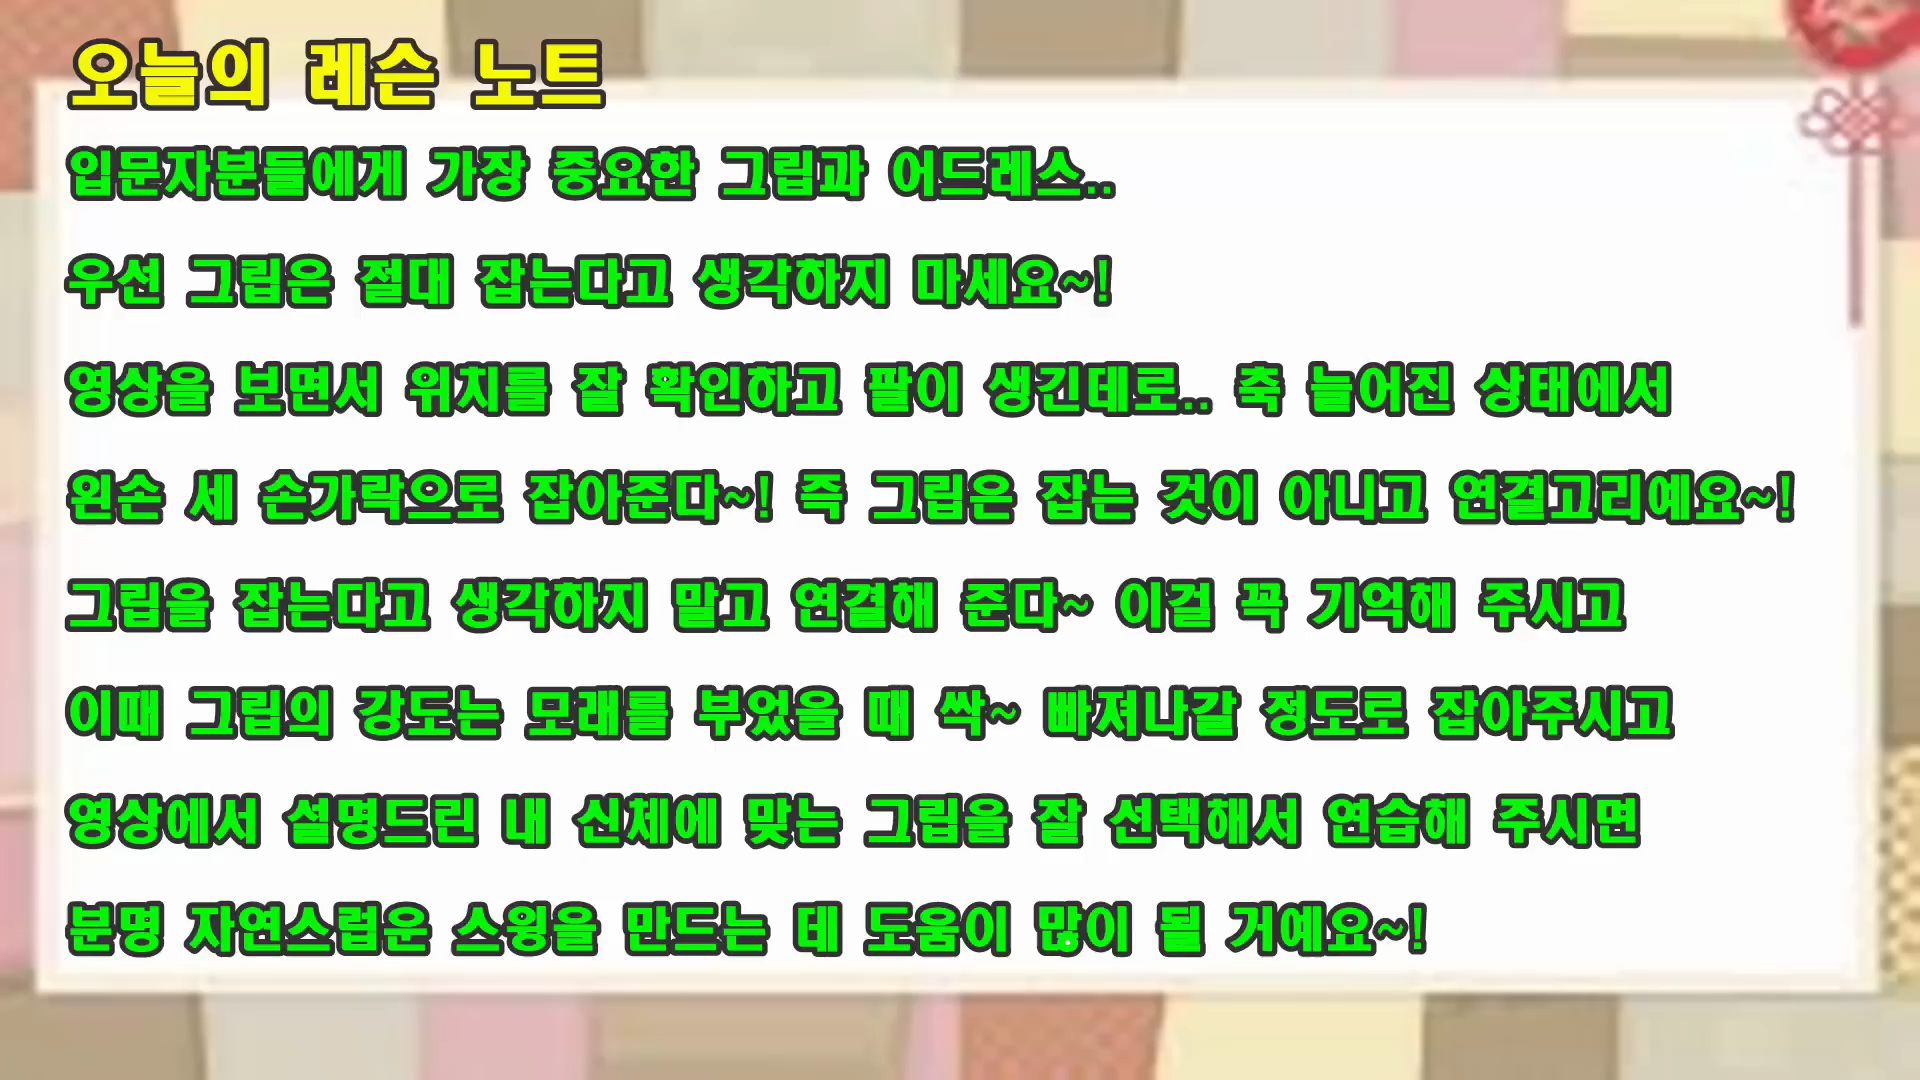 오늘의 레슨 노트
입문자분들에게 가장 중요한 그립과 어드레스..
우선 그립은 절대 잡는다고 생각하지 마세요~!
영상을 보면서 위치를 잘 확인하고 팔이 생긴데로.. 축 늘어진 상태에서
왼손 세 손가락으로 잡아준다~! 즉 그립은 잡는 것이 아니고 연결고리예요~!
그립을 잡는다고 생각하지 말고 연결해 준다~ 이걸 꼭 기억해 주시고
이때 그립의 강도는 모래를 부었을 때 싹~ 빠져나갈 정도로 잡아주시고
영상에서 설명드린 내 신체에 맞는 그립을 잘 선택해서 연습해 주시면
분명 자연스럽운 스윙을 만드는 데 도움이 많이 될 거예요~!